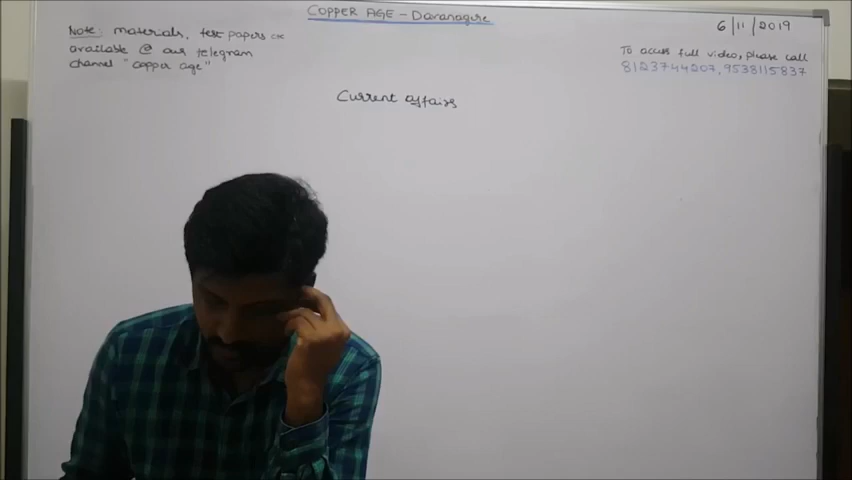 COPPER AGE - Davanagere
6/11/2019
Note: materials, test papers are
available @ our telegram
channel "copper age"
To access full video, please call
8123744207, 9538115837
Current affairs